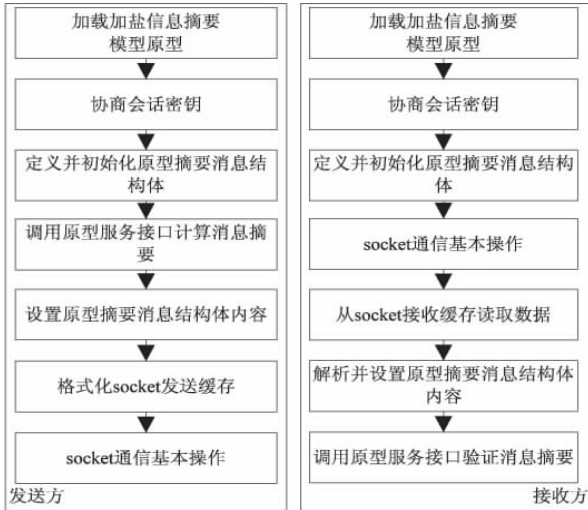 加载加盐信息摘要
模型原型
协商会话密钥
定义并初始化原型摘要消息结构
体
调用原型服务接口计算消息摘
要
设置原型摘要消息结构体内容
格式化socket发送缓存
socket通信基本操作
发送方
加载加盐信息摘要
模型原型
协商会话密钥
定义并初始化原型摘要消息结构
体
socket通信基本操作
从socket接收缓存读取数据
解析并设置原型摘要消息结构体
内容
调用原型服务接口验证消息摘要
接收方